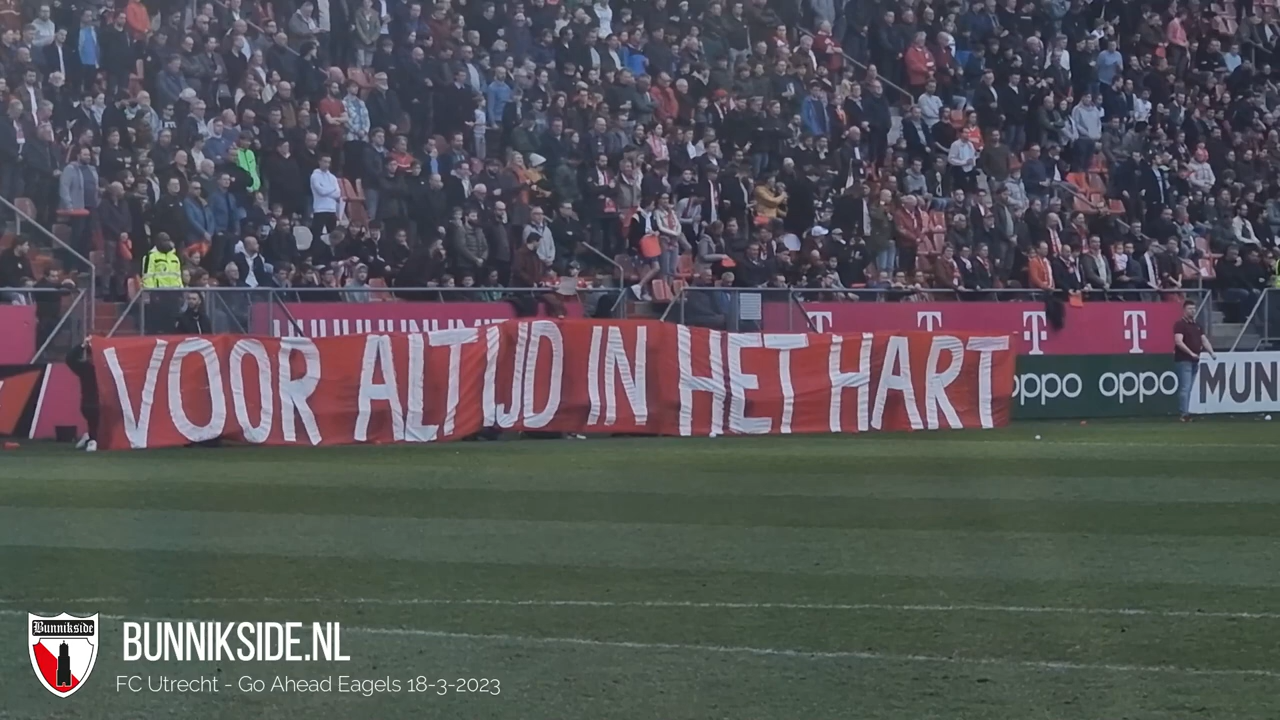 VOOR ALTIJD IN HET HART
T T T T
oppo oppo
MUN
Bunnikside
BUNNIKSIDE.NL
FC Utrecht - Go Ahead Eagels 18-3-2023